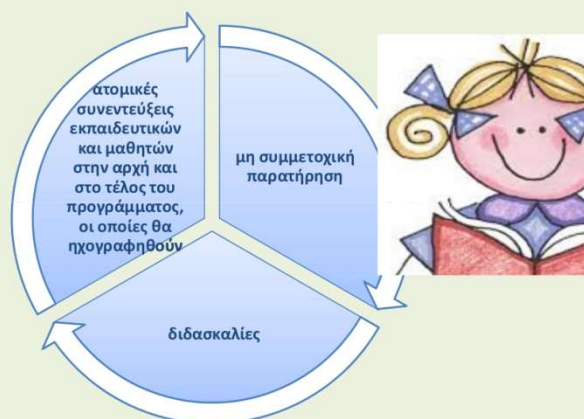 ατομικές
συνεντεύξεις
εκπαιδευτικών
και μαθητών
στην αρχή και
στο τέλος του
προγράμματος,
οι οποίες θα
ηχογραφηθούν
μη συμμετοχική
παρατήρηση
διδασκαλίες